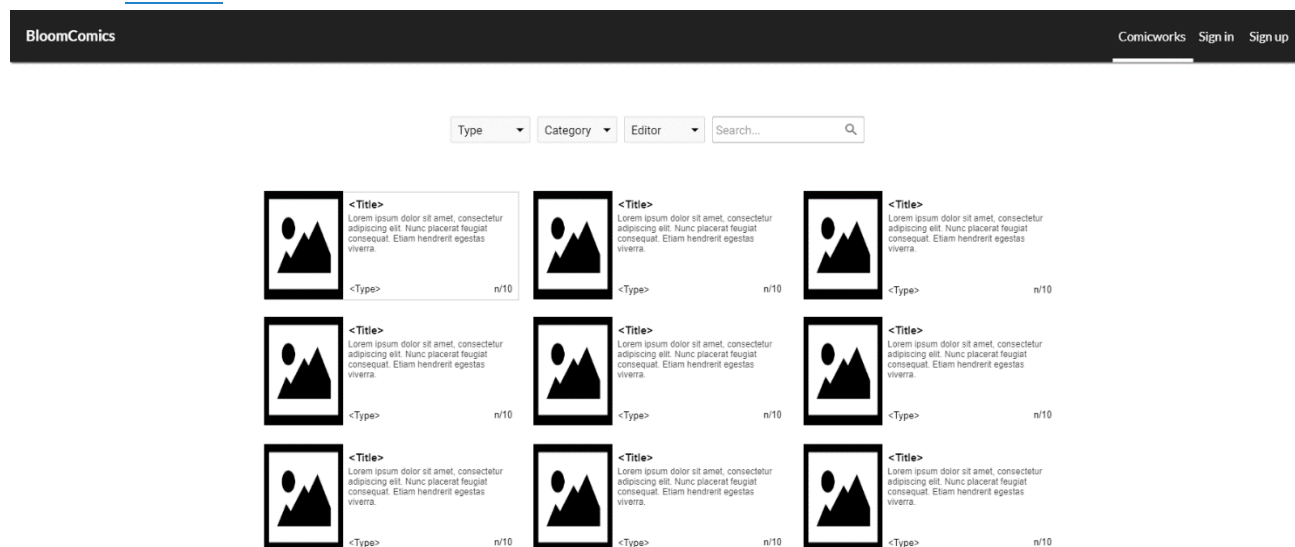 BloomComics
Comicworks Sign in Sign up
Type Category Editor Search...
<Title>
Lorem ipsum dolor sit amet, consectetur
adipiscing elit. Nunc placerat feugiat
consequat. Etiam hendrerit egestas
viverra.
<Type> n/10
<Title>
Lorem ipsum dolor sit amet, consectetur
adipiscing elit. Nunc placerat feugiat
consequat. Etiam hendrerit egestas
viverra.
<Type> n/10
<Title>
Lorem ipsum dolor sit amet, consectetur
adipiscing elit. Nunc placerat feugiat
consequat. Etiam hendrerit egestas
viverra.
<Type> n/10
<Title>
Lorem ipsum dolor sit amet, consectetur
adipiscing elit. Nunc placerat feugiat
consequat. Etiam hendrerit egestas
viverra.
<Type> n/10
<Title>
Lorem ipsum dolor sit amet, consectetur
adipiscing elit. Nunc placerat feugiat
consequat. Etiam hendrerit egestas
viverra.
<Type> n/10
<Title>
Lorem ipsum dolor sit amet, consectetur
adipiscing elit. Nunc placerat feugiat
consequat. Etiam hendrerit egestas
viverra.
<Type> n/10
<Title>
Lorem ipsum dolor sit amet, consectetur
adipiscing elit. Nunc placerat feugiat
consequat. Etiam hendrerit egestas
viverra.
<Type> n/10
<Title>
Lorem ipsum dolor sit amet, consectetur
adipiscing elit. Nunc placerat feugiat
consequat. Etiam hendrerit egestas
viverra.
<Type> n/10
<Title>
Lorem ipsum dolor sit amet, consectetur
adipiscing elit. Nunc placerat feugiat
consequat. Etiam hendrerit egestas
viverra.
<Type> n/10